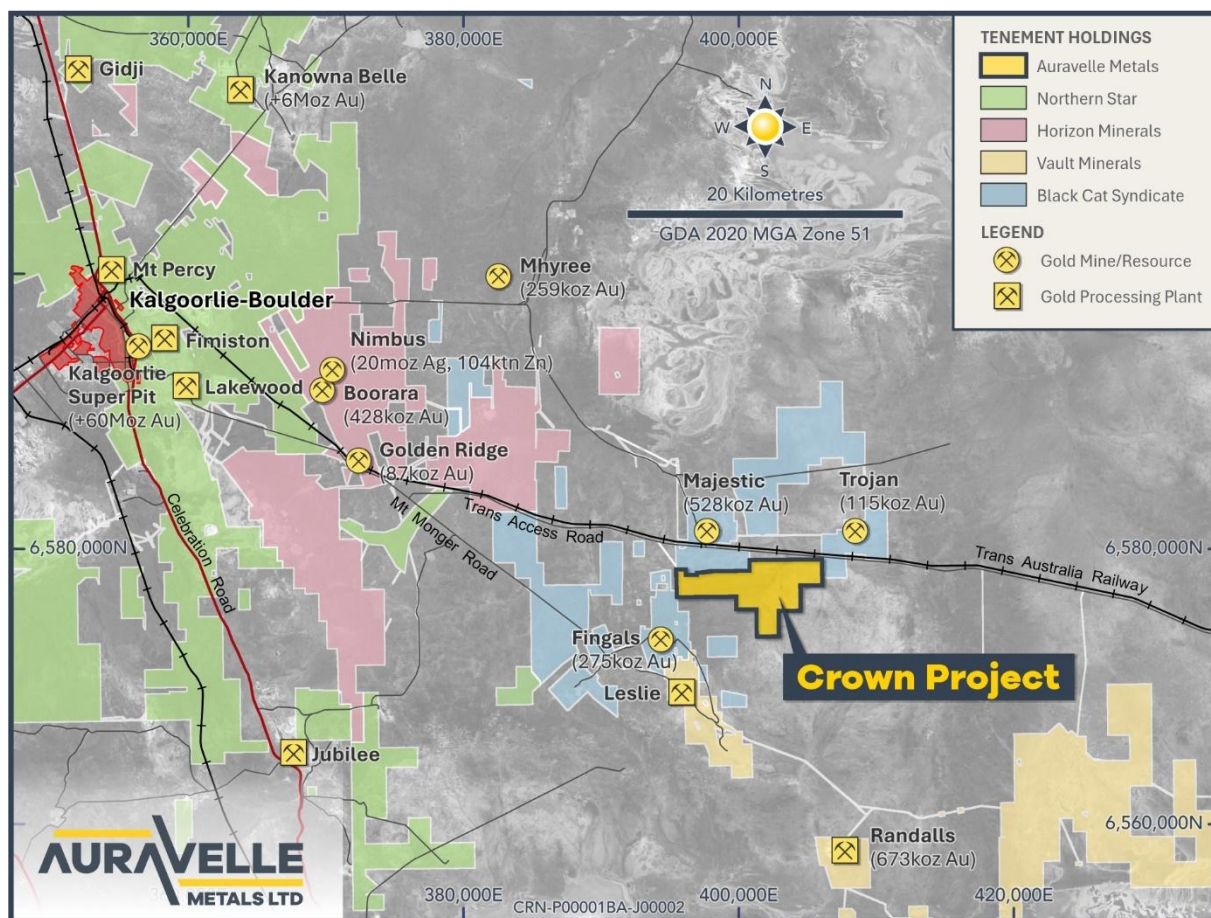 360,000E
380,000E
400,000E
Gidji
Kanowna Belle
(+6Moz Au)
N
W
E
S
20 Kilometres
GDA 2020 MGA Zone 51
TENEMENT HOLDINGS
Auravelle Metals
Northern Star
Horizon Minerals
Vault Minerals
Black Cat Syndicate
LEGEND
Gold Mine/Resource
Gold Processing Plant
Mt Percy
Kalgoorlie-Boulder
Mhyree
(259koz Au)
Fimiston
Kalgoorlie
Super Pit
(+60Moz Au)
Lakewood
Nimbus
(20moz Ag, 104ktn Zn)
Boorara
(428koz Au)
Golden Ridge
(87koz Au)
Majestic
(528koz Au)
Trojan
(115koz Au)
Celebration Road
Mt Monger Road
Trans Access Road
Trans Australia Railway
6,580,000N
6,580,000N
Fingals
(275koz Au)
Leslie
Crown Project
Jubilee
Randalls
(673koz Au)
6,560,000N
AURAVELLE
METALS LTD
380,000E
CRN-P00001BA-J00002
400,000E
420,000E